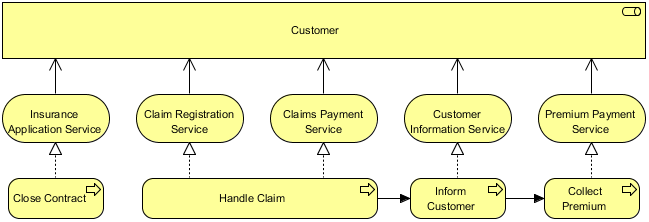 Customer
Insurance
Application Service
Claim Registration
Service
Claims Payment
Service
Customer
Information Service
Premium Payment
Service
Close Contract
Handle Claim
Inform
Customer
Collect
Premium